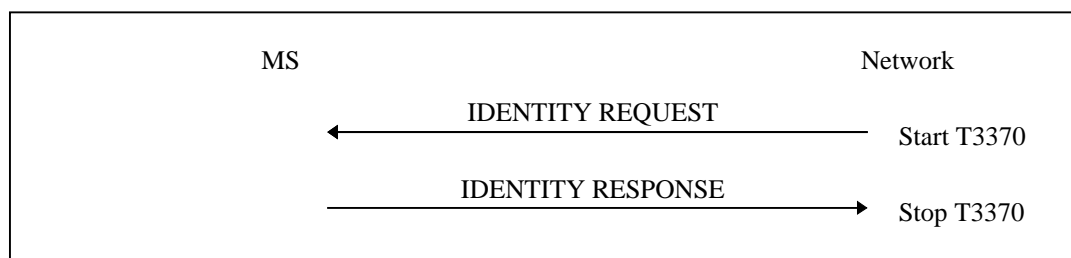 MS Network
IDENTITY REQUEST
Start T3370
IDENTITY RESPONSE
Stop T3370